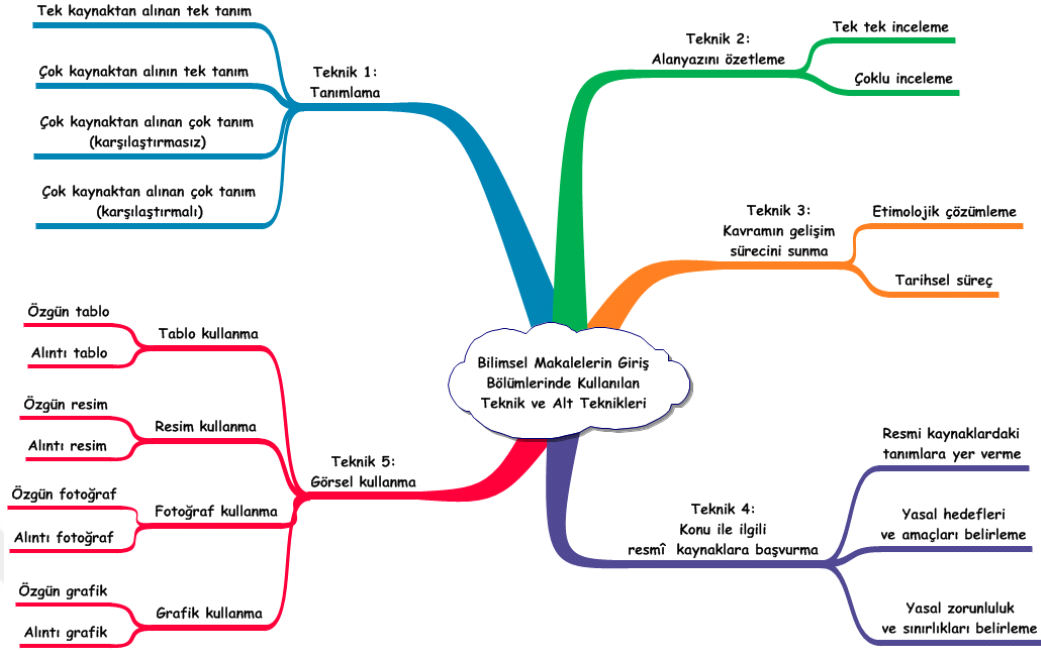 Bilimsel Makalelerin Giriş
Bölümlerinde Kullanılan
Teknik ve Alt Teknikleri
Teknik 1:
Tanımlama
Tek kaynaktan alınan tek tanım
Çok kaynaktan alının tek tanım
Çok kaynaktan alınan çok tanım
(karşılaştırmasız)
Çok kaynaktan alınan çok tanım
(karşılaştırmalı)
Teknik 2:
Alanyazını özetleme
Tek tek inceleme
Çoklu inceleme
Teknik 3:
Kavramın gelişim
sürecini sunma
Etimolojik çözümleme
Tarihsel süreç
Teknik 4:
Konu ile ilgili
resmî kaynaklara başvurma
Resmi kaynaklardaki
tanımlara yer verme
Yasal hedefleri
ve amaçları belirleme
Yasal zorunluluk
ve sınırlıkları belirleme
Teknik 5:
Görsel kullanma
Tablo kullanma
Özgün tablo
Alıntı tablo
Resim kullanma
Özgün resim
Alıntı resim
Fotoğraf kullanma
Özgün fotoğraf
Alıntı fotoğraf
Grafik kullanma
Özgün grafik
Alıntı grafik